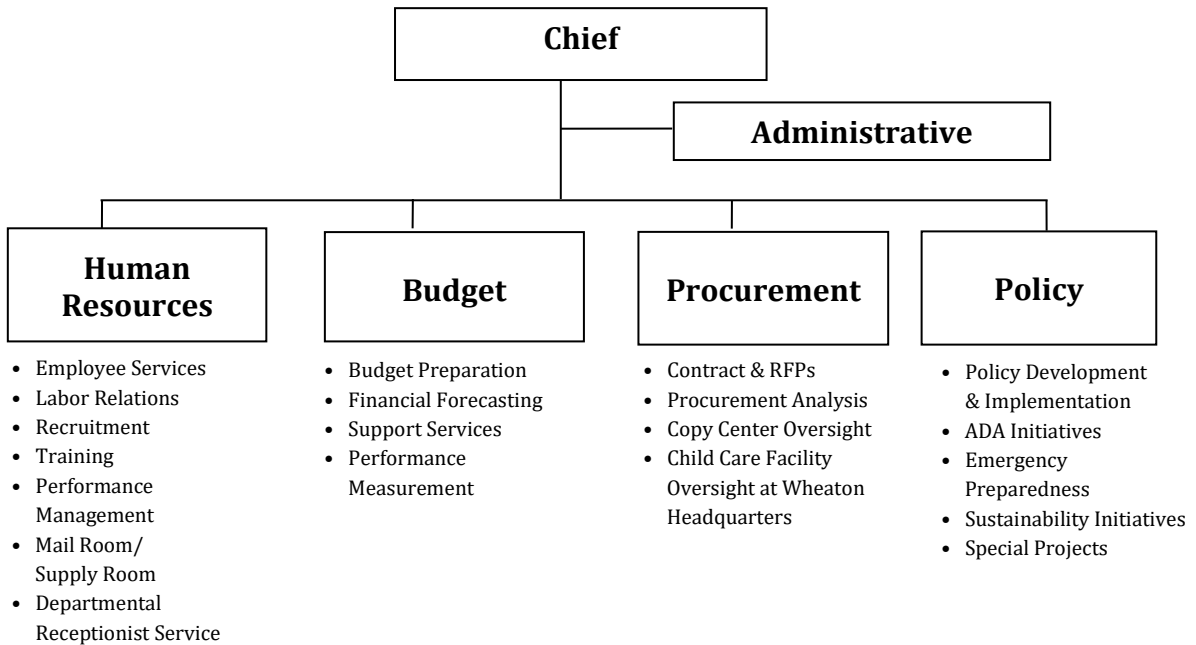 Chief
Administrative
Human
Resources
• Employee Services
• Labor Relations
• Recruitment
• Training
• Performance
Management
• Mail Room/
Supply Room
• Departmental
Receptionist Service
Budget
• Budget Preparation
• Financial Forecasting
• Support Services
• Performance
Measurement
Procurement
• Contract & RFPs
• Procurement Analysis
• Copy Center Oversight
• Child Care Facility
Oversight at Wheaton
Headquarters
Policy
• Policy Development
& Implementation
• ADA Initiatives
• Emergency
Preparedness
• Sustainability Initiatives
• Special Projects